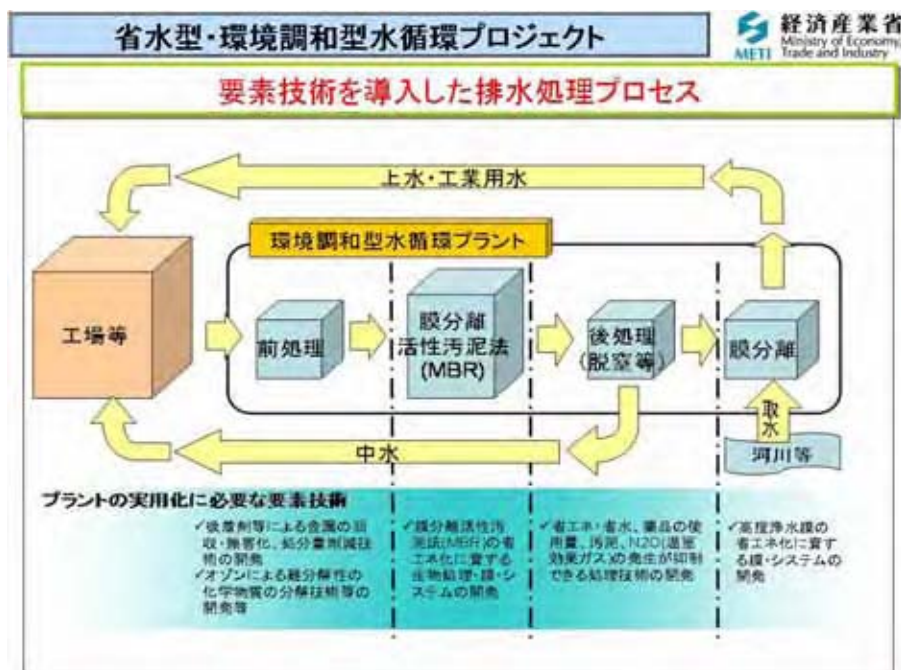 省水型・環境調和型水循環プロジェクト
経済産業省
METI
Ministry of Economy,
Trade and Industry
要素技術を導入した排水処理プロセス
上水・工業用水
環境調和型水循環プラント
工場等
前処理
膜分離
活性汚泥法
(MBR)
後処理
(脱窒等)
膜分離
取水
河川等
中水
プラントの実用化に必要な要素技術
✓吸着剤等による金属の回
収・無害化、処分量削減技
術の開発
✓オゾンによる難分解性の
化学物質の分解技術等の
開発等
✓膜分離活性汚
泥法(MBR)の省
エネ化に資する
生物処理・膜・シ
ステムの開発
✓省エネ・省水、薬品の使
用量、汚泥、N2O(温室
効果ガス)の発生が抑制
できる処理技術の開発
✓高度浄水膜の
省エネ化に資す
る膜・システムの
開発